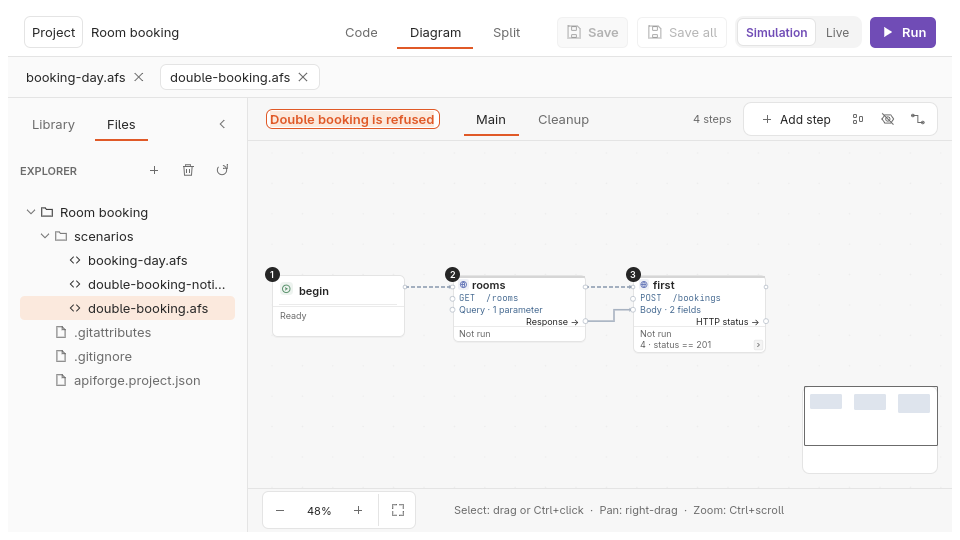 Project
Room booking
Code
Diagram
Split
Save
Save all
Simulation
Live
Run
booking-day.afs
double-booking.afs
Library
Files
Double booking is refused
Main
Cleanup
4 steps
Add step
EXPLORER
Room booking
scenarios
booking-day.afs
double-booking-noti...
double-booking.afs
.gitattributes
.gitignore
apiforge.project.json
1
begin
Ready
2
rooms
GET /rooms
Query · 1 parameter
Response →
Not run
3
first
POST /bookings
Body · 2 fields
HTTP status →
Not run
4 · status == 201
48%
Select: drag or Ctrl+click · Pan: right-drag · Zoom: Ctrl+scroll